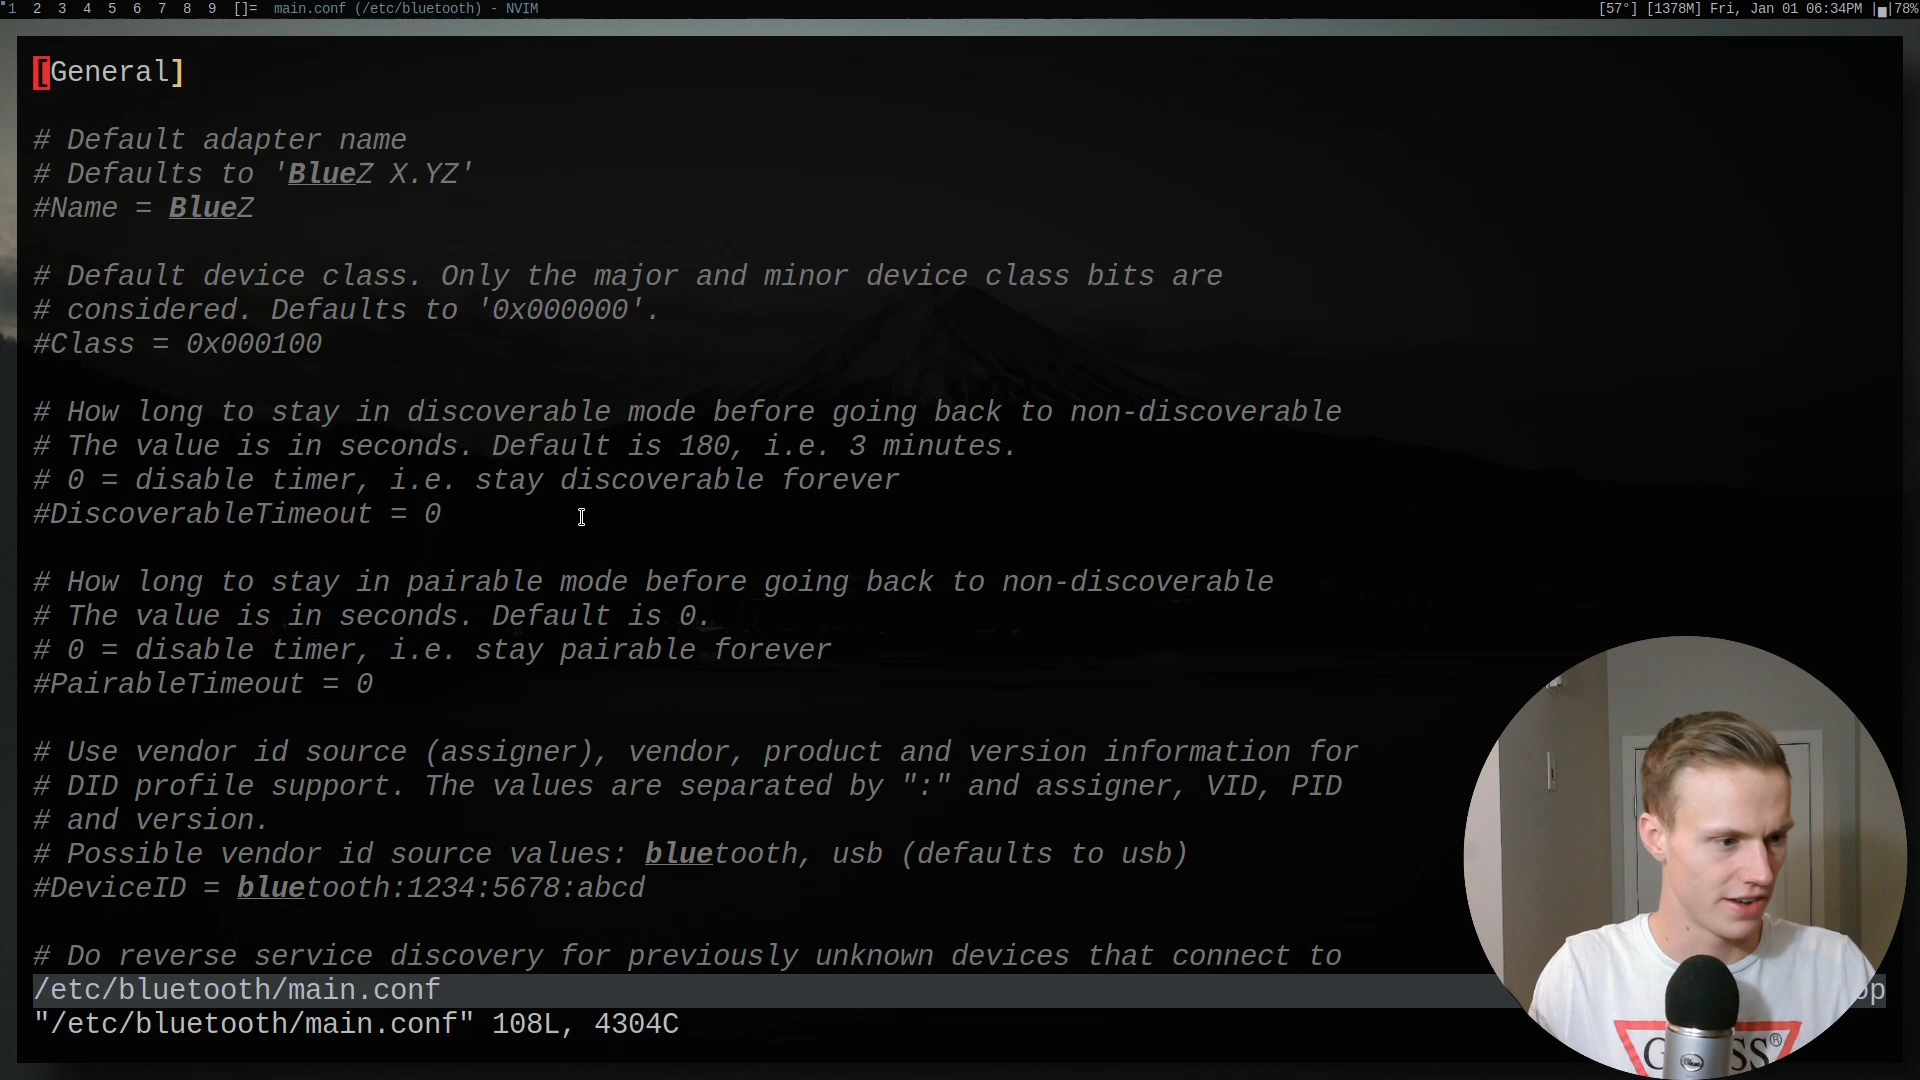 1 2 3 4 5 6 7 8 9 []= main.conf (/etc/bluetooth) - NVIM [57°] [1378M] Fri, Jan 01 06:34PM | |78%
[General]
# Default adapter name
# Defaults to 'BlueZ X.YZ'
#Name = BlueZ
# Default device class. Only the major and minor device class bits are
# considered. Defaults to '0x000000'.
#Class = 0x000100
# How long to stay in discoverable mode before going back to non-discoverable
# The value is in seconds. Default is 180, i.e. 3 minutes.
# 0 = disable timer, i.e. stay discoverable forever
#DiscoverableTimeout = 0
# How long to stay in pairable mode before going back to non-discoverable
# The value is in seconds. Default is 0.
# 0 = disable timer, i.e. stay pairable forever
#PairableTimeout = 0
# Use vendor id source (assigner), vendor, product and version information for
# DID profile support. The values are separated by ":" and assigner, VID, PID
# and version.
# Possible vendor id source values: bluetooth, usb (defaults to usb)
#DeviceID = bluetooth:1234:5678:abcd
# Do reverse service discovery for previously unknown devices that connect to
/etc/bluetooth/main.conf
"/etc/bluetooth/main.conf" 108L, 4304C